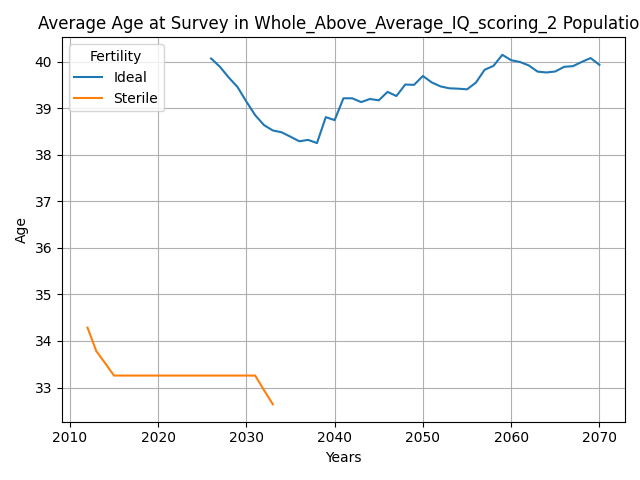 Average Age at Survey in Whole_Above_Average_IQ_scoring_2 Populatio
Fertility
Ideal
Sterile
40
39
38
37
36
35
34
33
Age
2010 2020 2030 2040 2050 2060 2070
Years